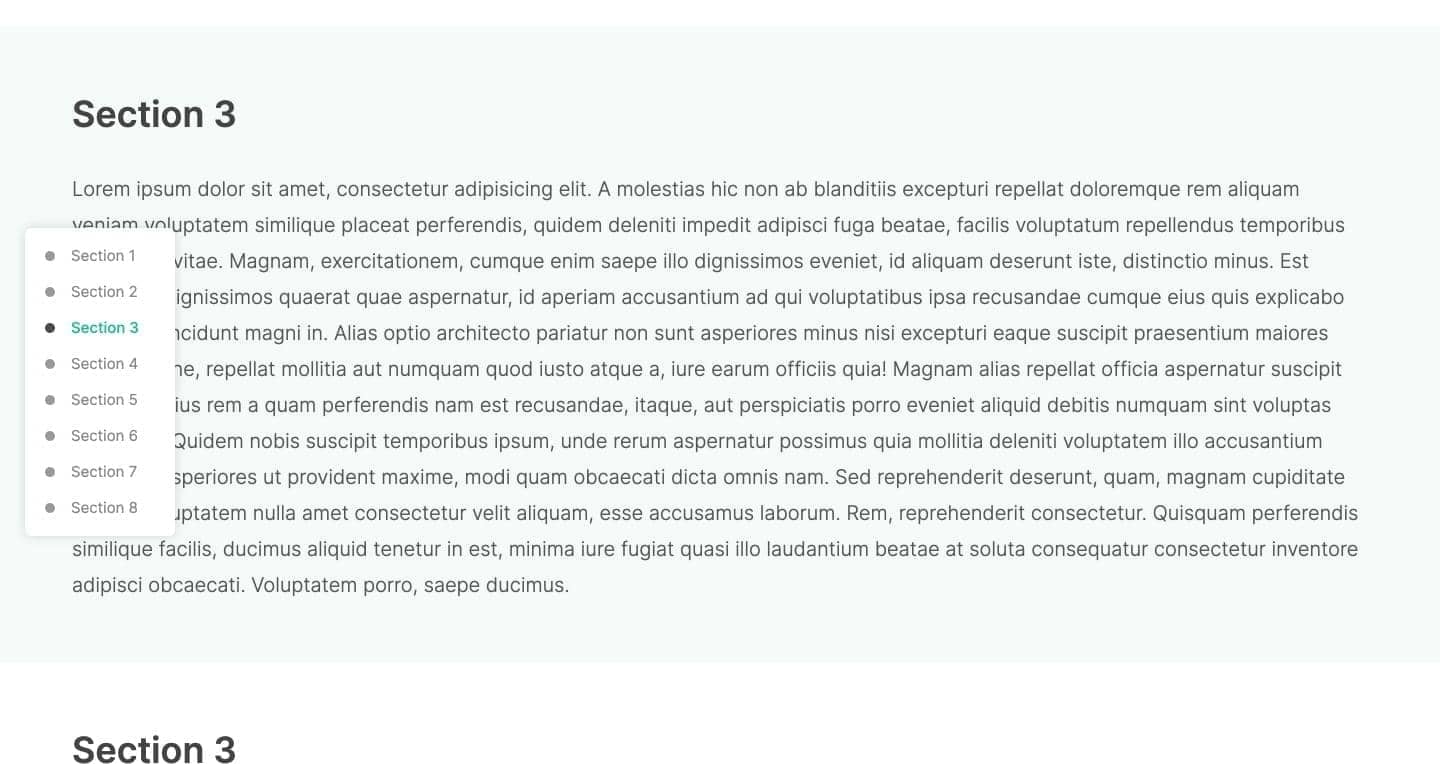 Section 3
Lorem ipsum dolor sit amet, consectetur adipisicing elit. A molestias hic non ab blanditiis excepturi repellat doloremque rem aliquam
voluptatem similique placeat perferendis, quidem deleniti impedit adipisci fuga beatae, facilis voluptatum repellendus temporibus
vitae. Magnam, exercitationem, cumque enim saepe illo dignissimos eveniet, id aliquam deserunt iste, distinctio minus. Est
ignissimos quaerat quae aspernatur, id aperiam accusantium ad qui voluptatibus ipsa recusandae cumque eius quis explicabo
ncidunt magni in. Alias optio architecto pariatur non sunt asperiores minus nisi excepturi eaque suscipit praesentium maiores
ne, repellat mollitia aut numquam quod iusto atque a, iure earum officiis quia! Magnam alias repellat officia aspernatur suscipit
ius rem a quam perferendis nam est recusandae, itaque, aut perspiciatis porro eveniet aliquid debitis numquam sint voluptas
Quidem nobis suscipit temporibus ipsum, unde rerum aspernatur possimus quia mollitia deleniti voluptatem illo accusantium
speriores ut provident maxime, modi quam obcaecati dicta omnis nam. Sed reprehenderit deserunt, quam, magnam cupiditate
uptatem nulla amet consectetur velit aliquam, esse accusamus laborum. Rem, reprehenderit consectetur. Quisquam perferendis
similique facilis, ducimus aliquid tenetur in est, minima iure fugiat quasi illo laudantium beatae at soluta consequatur consectetur inventore
adipisci obcaecati. Voluptatem porro, saepe ducimus.
Section 1
Section 2
Section 3
Section 4
Section 5
Section 6
Section 7
Section 8
Section 3